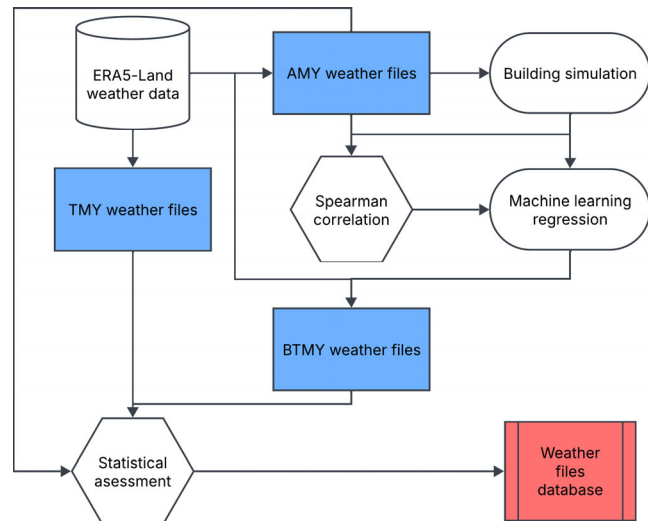 ERA5-Land
weather data
AMY weather files
Building simulation
TMY weather files
Spearman
correlation
Machine learning
regression
BTMY weather files
Statistical
asessment
Weather
files
database